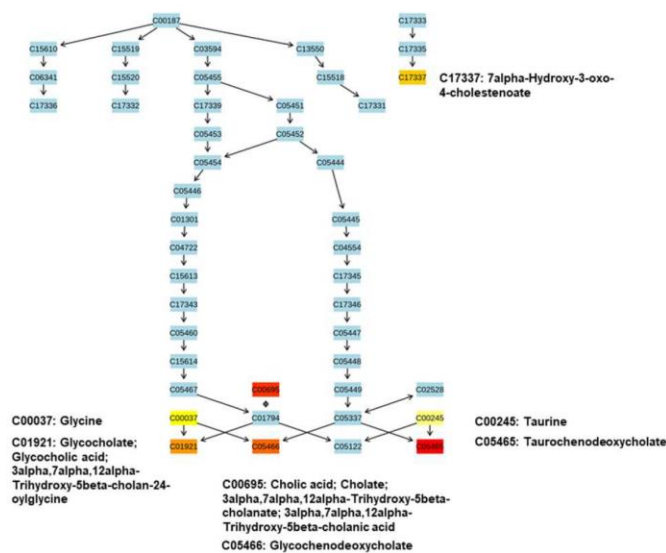 C00187
C17333
C15610
C15519
C03594
C13550
C17335
C06341
C15520
C05455
C15518
C17337
C17337: 7alpha-Hydroxy-3-oxo-
4-cholestenoate
C17336
C17332
C17339
C05451
C17331
C05453
C05452
C05454
C05444
C05446
C01301
C05445
C04722
C04554
C15613
C17345
C17343
C17346
C05460
C05447
C15614
C05448
C05467
C00695
C05449
C02528
C00037: Glycine
C00037
C01794
C05337
C00245
C00245: Taurine
C01921: Glycocholate;
Glycocholic acid;
3alpha,7alpha,12alpha-
Trihydroxy-5beta-cholan-24-
oylglycine
C01921
C05466
C05122
C05465
C05465: Taurochenodeoxycholate
C00695: Cholic acid; Cholate;
3alpha,7alpha,12alpha-Trihydroxy-5beta-
cholanate; 3alpha,7alpha,12alpha-
Trihydroxy-5beta-cholanic acid
C05466: Glycochenodeoxycholate